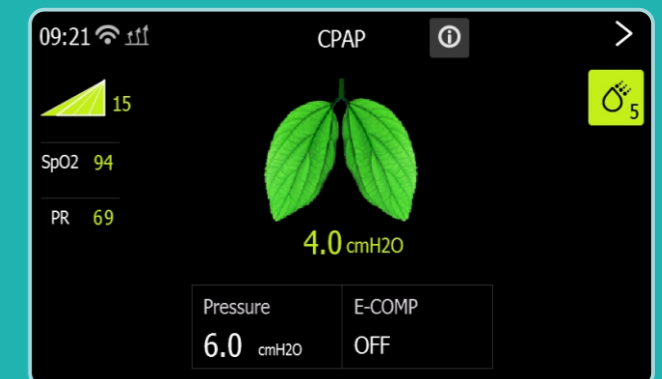 09:21 CPAP
15
5
SpO2 94
PR 69
4.0 cmH2O
Pressure E-COMP
6.0 cmH2O OFF